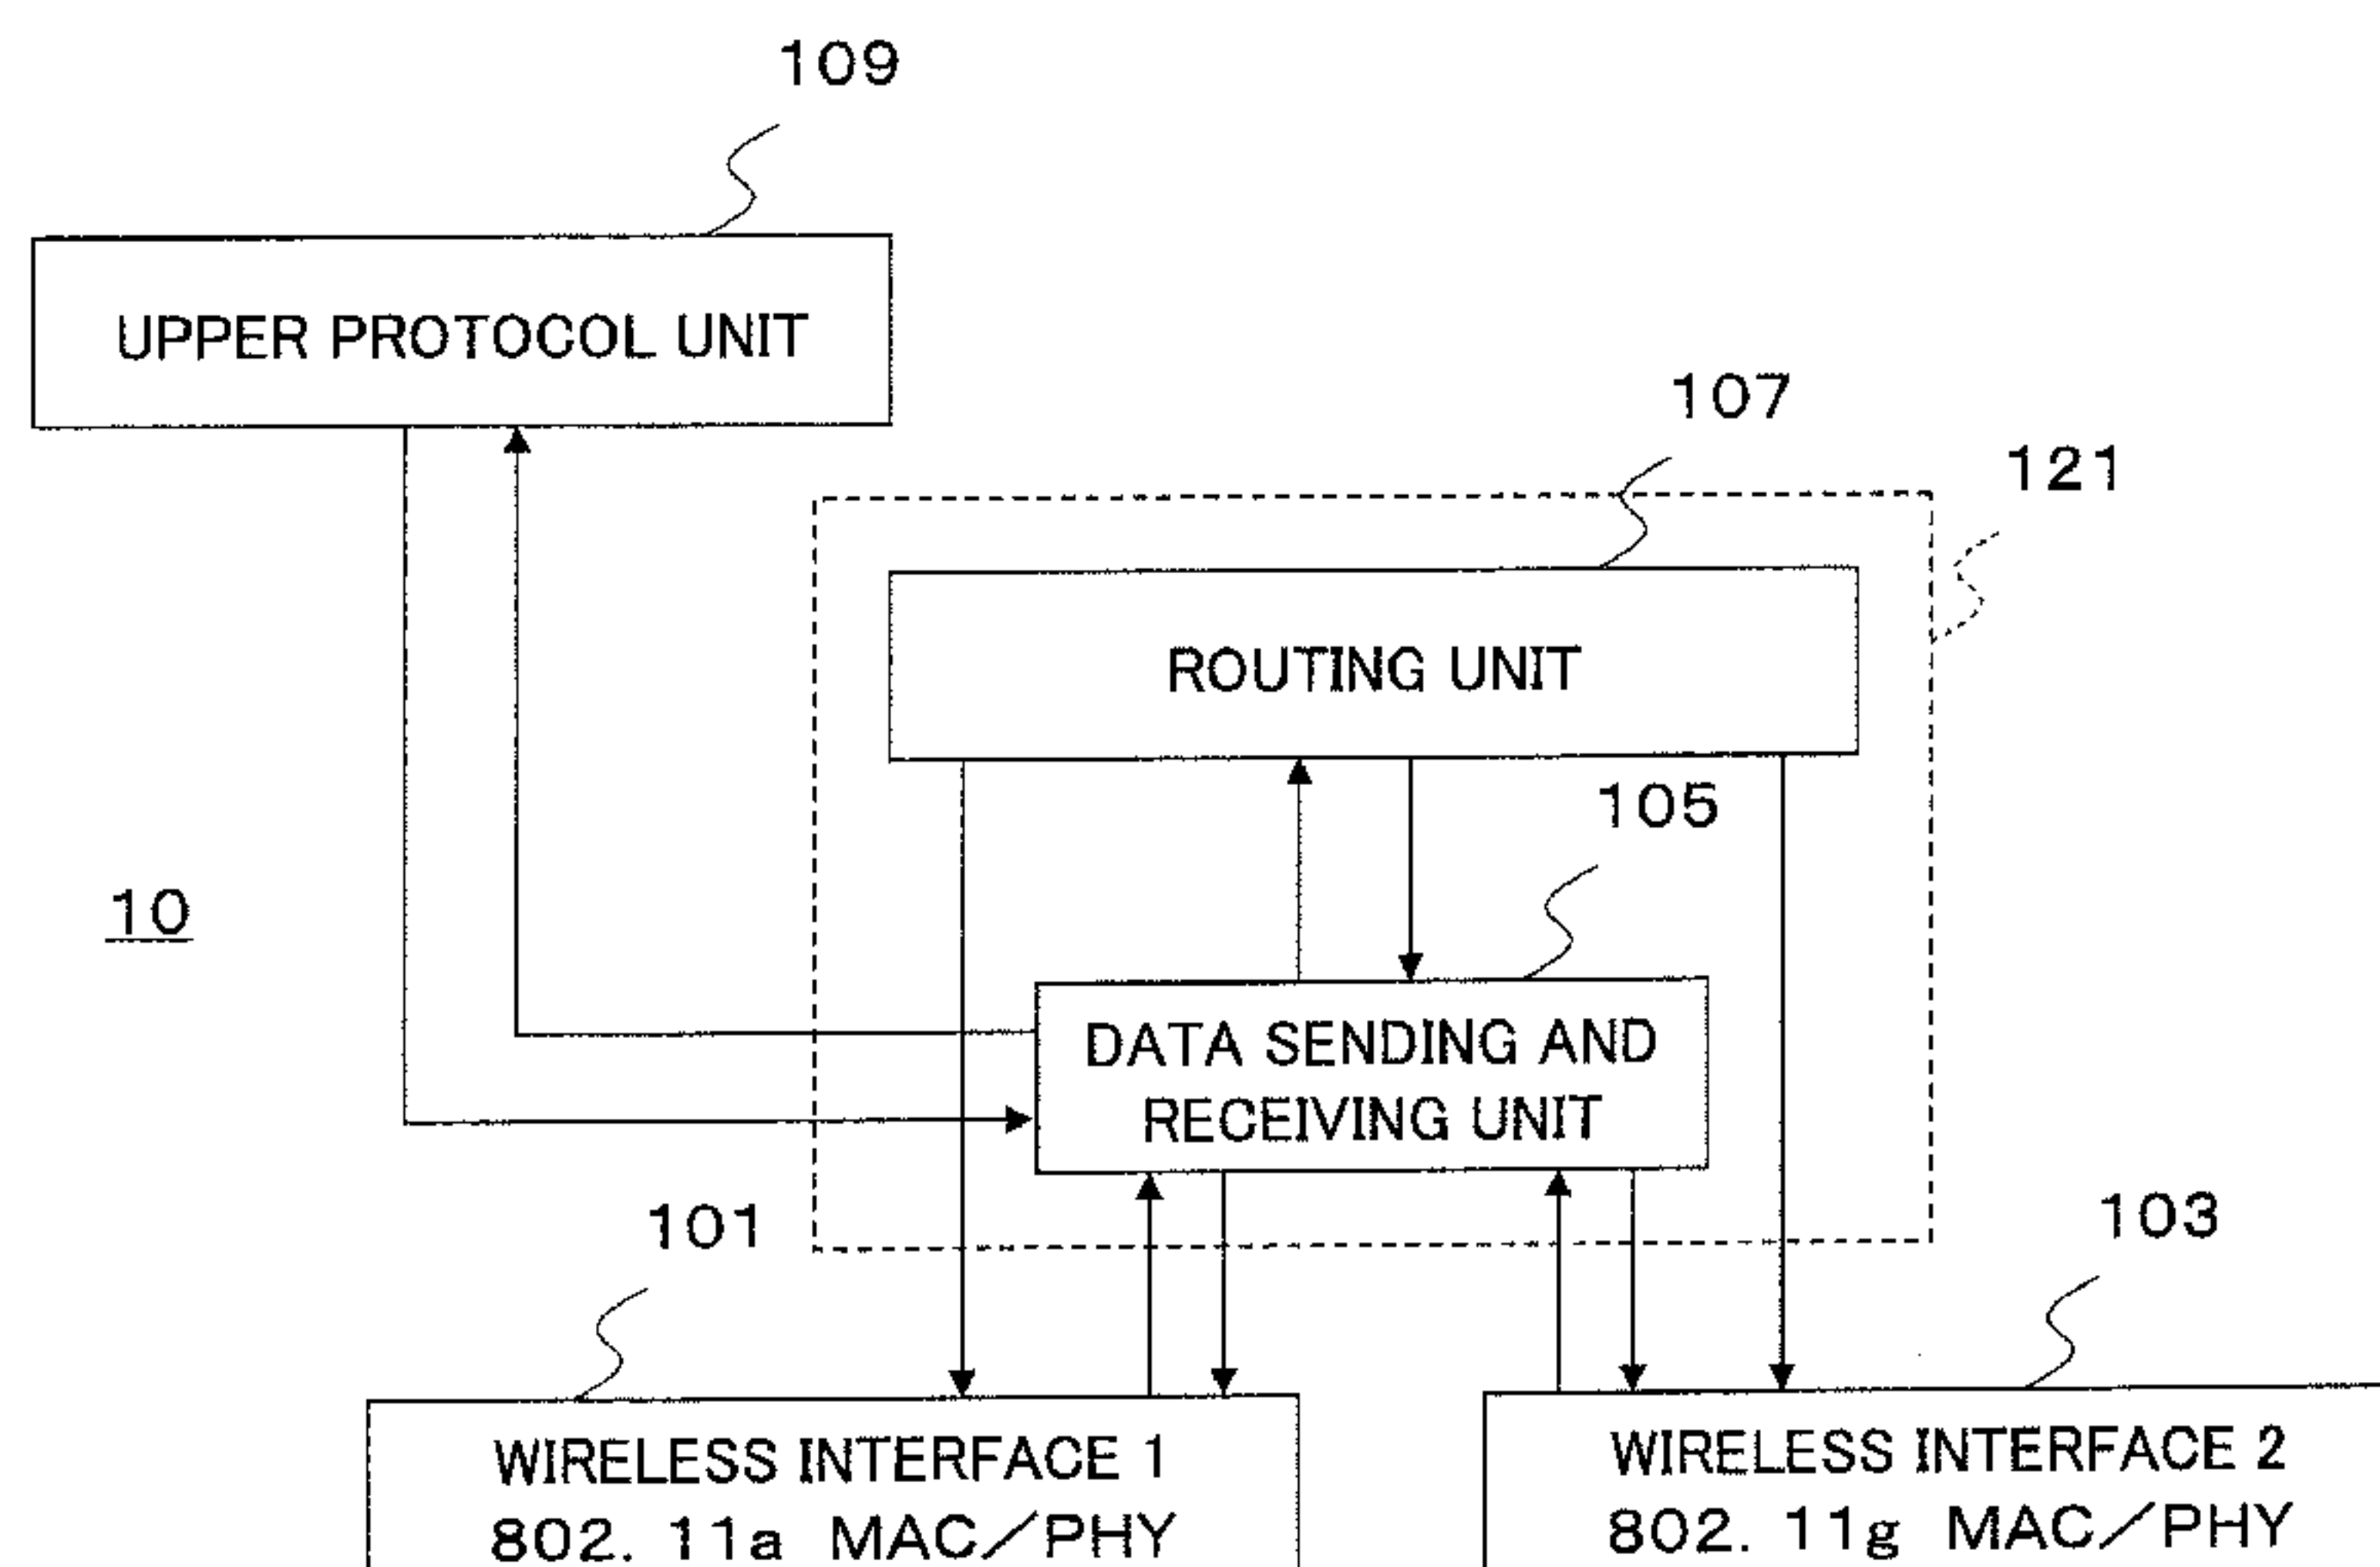 109
UPPER PROTOCOL UNIT
107
121
ROUTING UNIT
105
10
DATA SENDING AND
RECEIVING UNIT
101
103
WIRELESS INTERFACE 1
802. 11a MAC/PHY
WIRELESS INTERFACE 2
802. 11g MAC/PHY